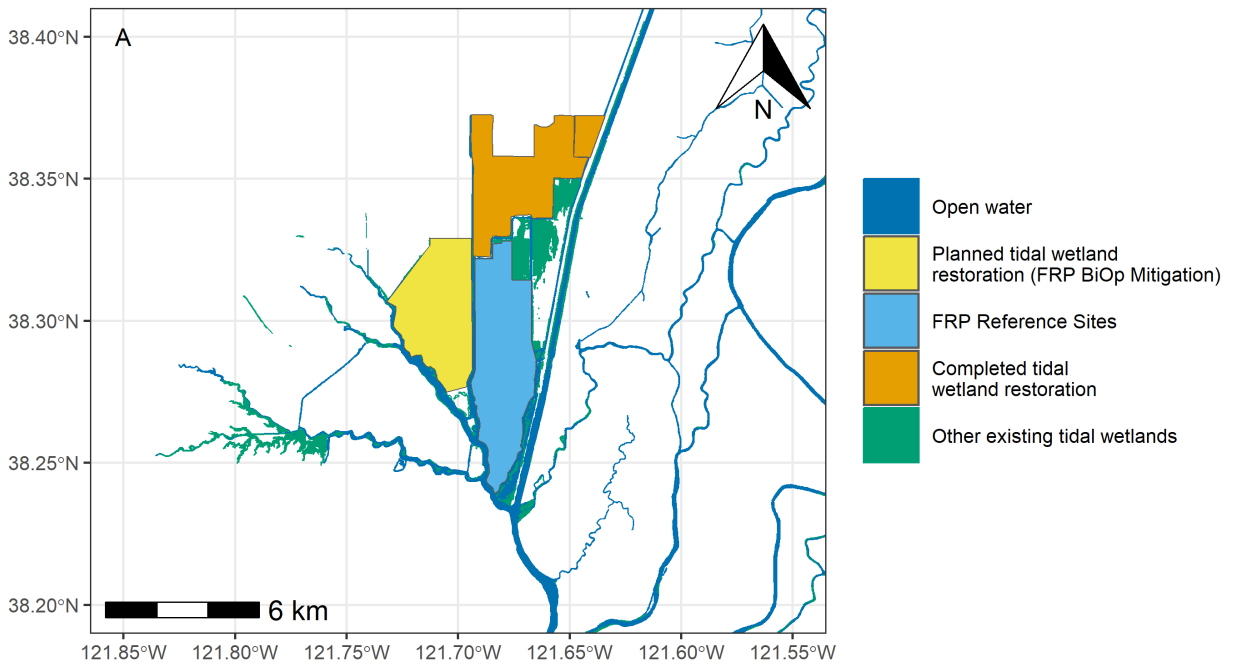 A
N
38.40°N
38.35°N
38.30°N
38.25°N
38.20°N
6 km
121.85°W
121.80°W
121.75°W
121.70°W
121.65°W
121.60°W
121.55°W
Open water
Planned tidal wetland
restoration (FRP BiOp Mitigation)
FRP Reference Sites
Completed tidal
wetland restoration
Other existing tidal wetlands